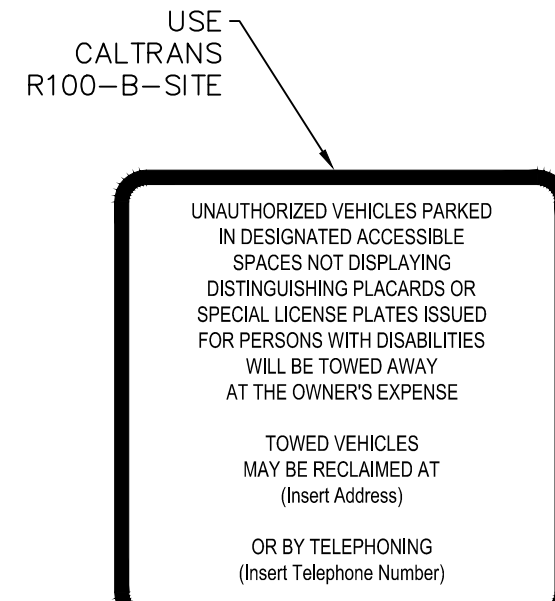 USE
CALTRANS
R100-B-SITE
UNAUTHORIZED VEHICLES PARKED
IN DESIGNATED ACCESSIBLE
SPACES NOT DISPLAYING
DISTINGUISHING PLACARDS OR
SPECIAL LICENSE PLATES ISSUED
FOR PERSONS WITH DISABILITIES
WILL BE TOWED AWAY
AT THE OWNER'S EXPENSE
TOWED VEHICLES
MAY BE RECLAIMED AT
(Insert Address)
OR BY TELEPHONING
(Insert Telephone Number)